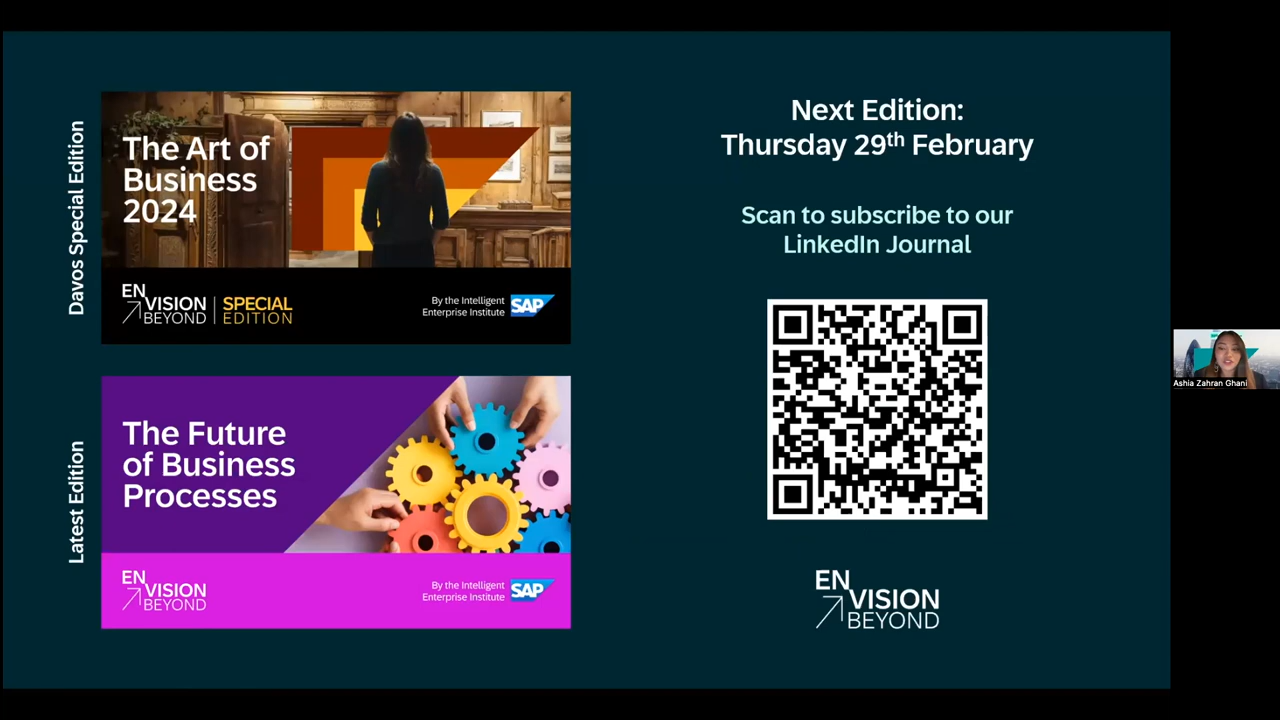 Davos Special Edition
The Art of
Business
2024
EN
VISION
BEYOND
SPECIAL
EDITION
By the Intelligent
Enterprise Institute
SAP
Latest Edition
The Future
of Business
Processes
EN
VISION
BEYOND
By the Intelligent
Enterprise Institute
SAP
Next Edition:
Thursday 29th February
Scan to subscribe to our
LinkedIn Journal
EN
VISION
BEYOND
Ashia Zahran Ghani